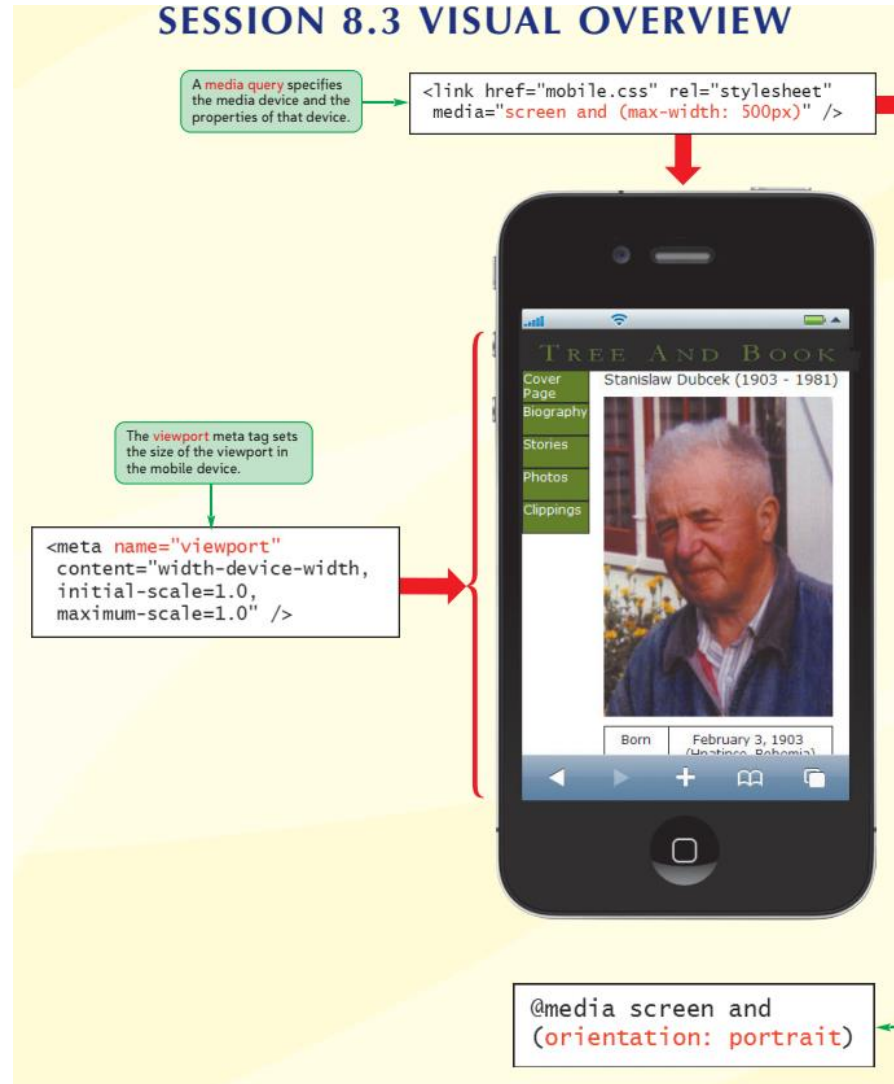 SESSION 8.3 VISUAL OVERVIEW
A media query specifies
the media device and the
properties of that device.
<link href="mobile.css" rel="stylesheet"
media="screen and (max-width: 500px)" />
TREE AND BOOK
Cover
Page
Biography
Stories
Photos
Clippings
Stanislaw Dubcek (1903 - 1981)
The viewport meta tag sets
the size of the viewport in
the mobile device.
<meta name="viewport"
content="width-device-width,
initial-scale=1.0,
maximum-scale=1.0" />
Born
February 3, 1903
@media screen and
(orientation: portrait)